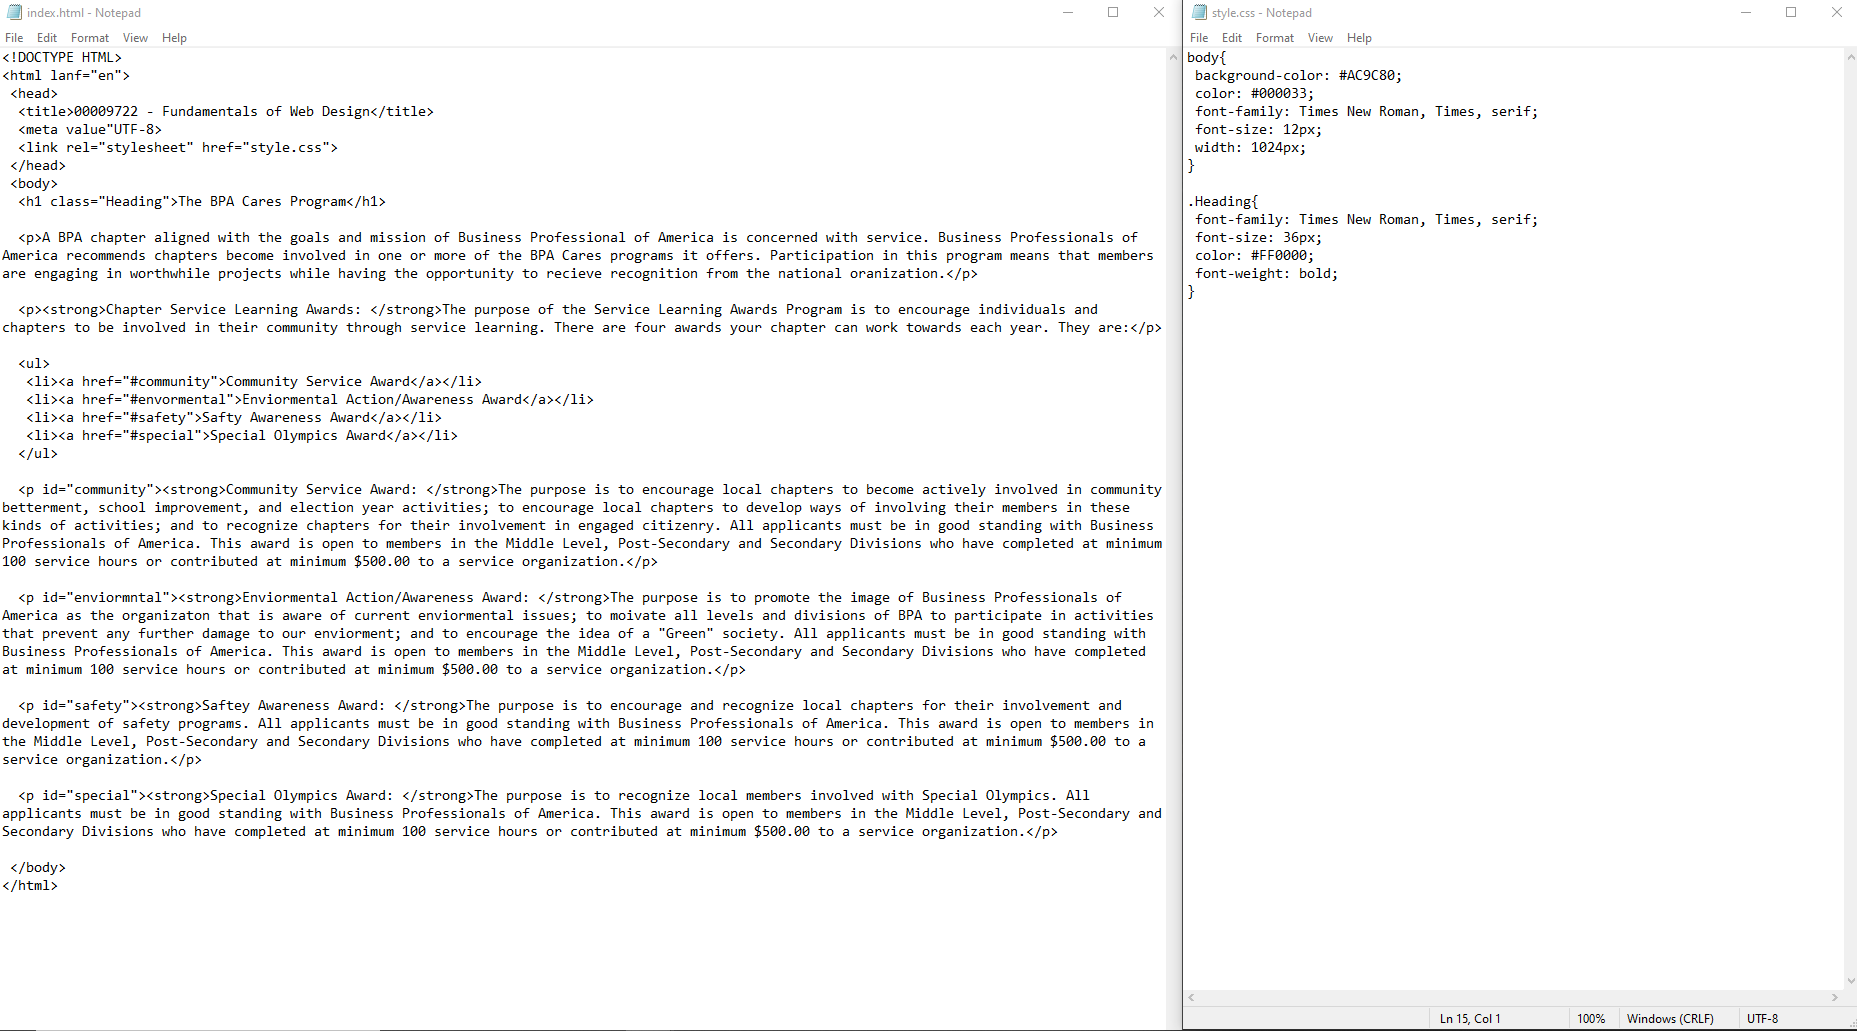 index.html - Notepad
File Edit Format View Help
<!DOCTYPE HTML>
<html lanf="en">
<head>
<title>00009722 - Fundamentals of Web Design</title>
<meta value"UTF-8>
<link rel="stylesheet" href="style.css">
</head>
<body>
<h1 class="Heading">The BPA Cares Program</h1>
<p>A BPA chapter aligned with the goals and mission of Business Professional of America is concerned with service. Business Professionals of
America recommends chapters become involved in one or more of the BPA Cares programs it offers. Participation in this program means that members
are engaging in worthwhile projects while having the opportunity to recieve recognition from the national oranization.</p>
<p><strong>Chapter Service Learning Awards: </strong>The purpose of the Service Learning Awards Program is to encourage individuals and
chapters to be involved in their community through service learning. There are four awards your chapter can work towards each year. They are:</p>
<ul>
<li><a href="#community">Community Service Award</a></li>
<li><a href="#envormental">Enviormental Action/Awareness Award</a></li>
<li><a href="#safety">Safty Awareness Award</a></li>
<li><a href="#special">Special Olympics Award</a></li>
</ul>
<p id="community"><strong>Community Service Award: </strong>The purpose is to encourage local chapters to become actively involved in community
betterment, school improvement, and election year activities; to encourage local chapters to develop ways of involving their members in these
kinds of activities; and to recognize chapters for their involvement in engaged citizenry. All applicants must be in good standing with Business
Professionals of America. This award is open to members in the Middle Level, Post-Secondary and Secondary Divisions who have completed at minimum
100 service hours or contributed at minimum $500.00 to a service organization.</p>
<p id="enviormntal"><strong>Enviormental Action/Awareness Award: </strong>The purpose is to promote the image of Business Professionals of
America as the organizaton that is aware of current enviormental issues; to moivate all levels and divisions of BPA to participate in activities
that prevent any further damage to our enviorment; and to encourage the idea of a "Green" society. All applicants must be in good standing with
Business Professionals of America. This award is open to members in the Middle Level, Post-Secondary and Secondary Divisions who have completed
at minimum 100 service hours or contributed at minimum $500.00 to a service organization.</p>
<p id="safety"><strong>Saftey Awareness Award: </strong>The purpose is to encourage and recognize local chapters for their involvement and
development of safety programs. All applicants must be in good standing with Business Professionals of America. This award is open to members in
the Middle Level, Post-Secondary and Secondary Divisions who have completed at minimum 100 service hours or contributed at minimum $500.00 to a
service organization.</p>
<p id="special"><strong>Special Olympics Award: </strong>The purpose is to recognize local members involved with Special Olympics. All
applicants must be in good standing with Business Professionals of America. This award is open to members in the Middle Level, Post-Secondary and
Secondary Divisions who have completed at minimum 100 service hours or contributed at minimum $500.00 to a service organization.</p>
</body>
</html>
style.css - Notepad
File Edit Format View Help
body{
background-color: #AC9C80;
color: #000033;
font-family: Times New Roman, Times, serif;
font-size: 12px;
width: 1024px;
}
.Heading{
font-family: Times New Roman, Times, serif;
font-size: 36px;
color: #FF0000;
font-weight: bold;
}
Ln 15, Col 1 100% Windows (CRLF) UTF-8